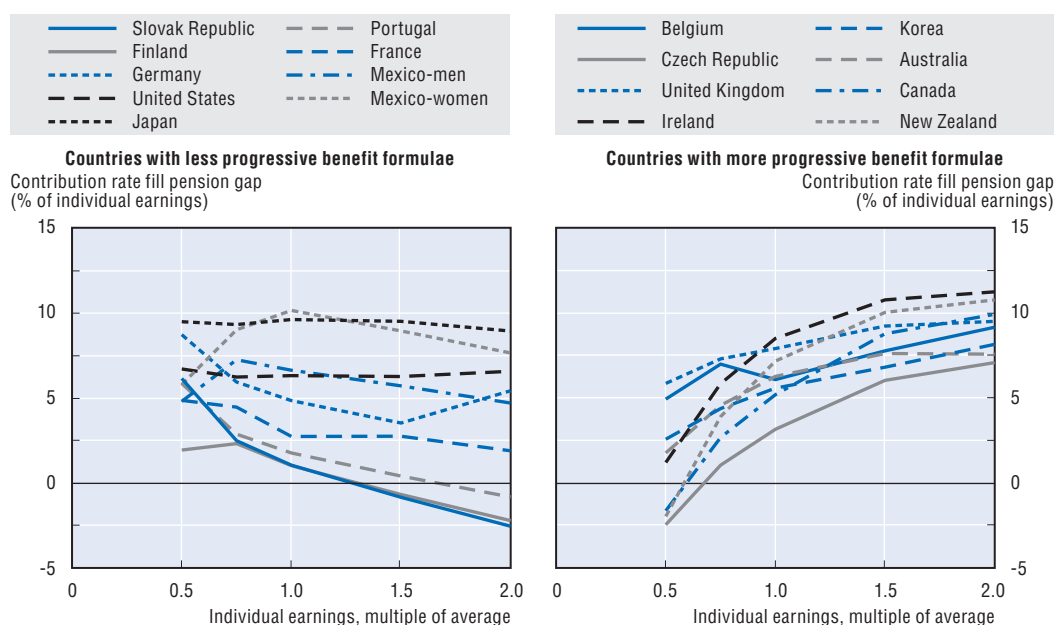 Slovak Republic
Finland
Germany
United States
Japan
Portugal
France
Mexico-men
Mexico-women
Countries with less progressive benefit formulae
Contribution rate fill pension gap
(% of individual earnings)
15
10
5
0
-5
0 0.5 1.0 1.5 2.0
Individual earnings, multiple of average
Belgium
Czech Republic
United Kingdom
Ireland
Korea
Australia
Canada
New Zealand
Countries with more progressive benefit formulae
Contribution rate fill pension gap
(% of individual earnings)
15
10
5
0
-5
0 0.5 1.0 1.5 2.0
Individual earnings, multiple of average